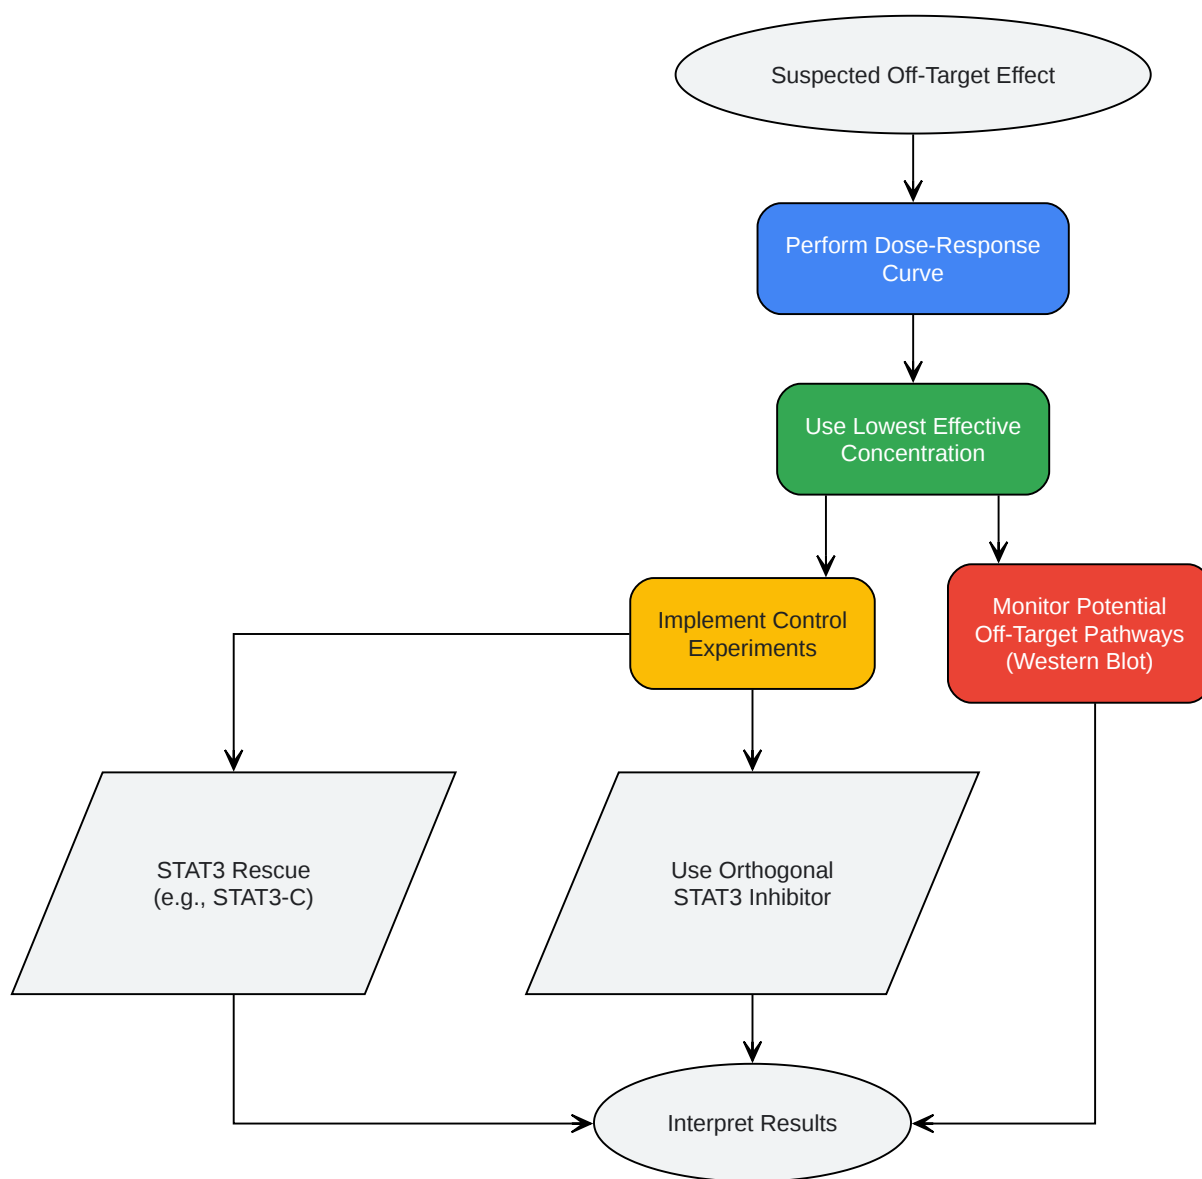 Suspected Off-Target Effect
Perform Dose-Response
Curve
Use Lowest Effective
Concentration
Implement Control
Experiments
Monitor Potential
Off-Target Pathways
(Western Blot)
STAT3 Rescue
(e.g., STAT3-C)
Use Orthogonal
STAT3 Inhibitor
Interpret Results